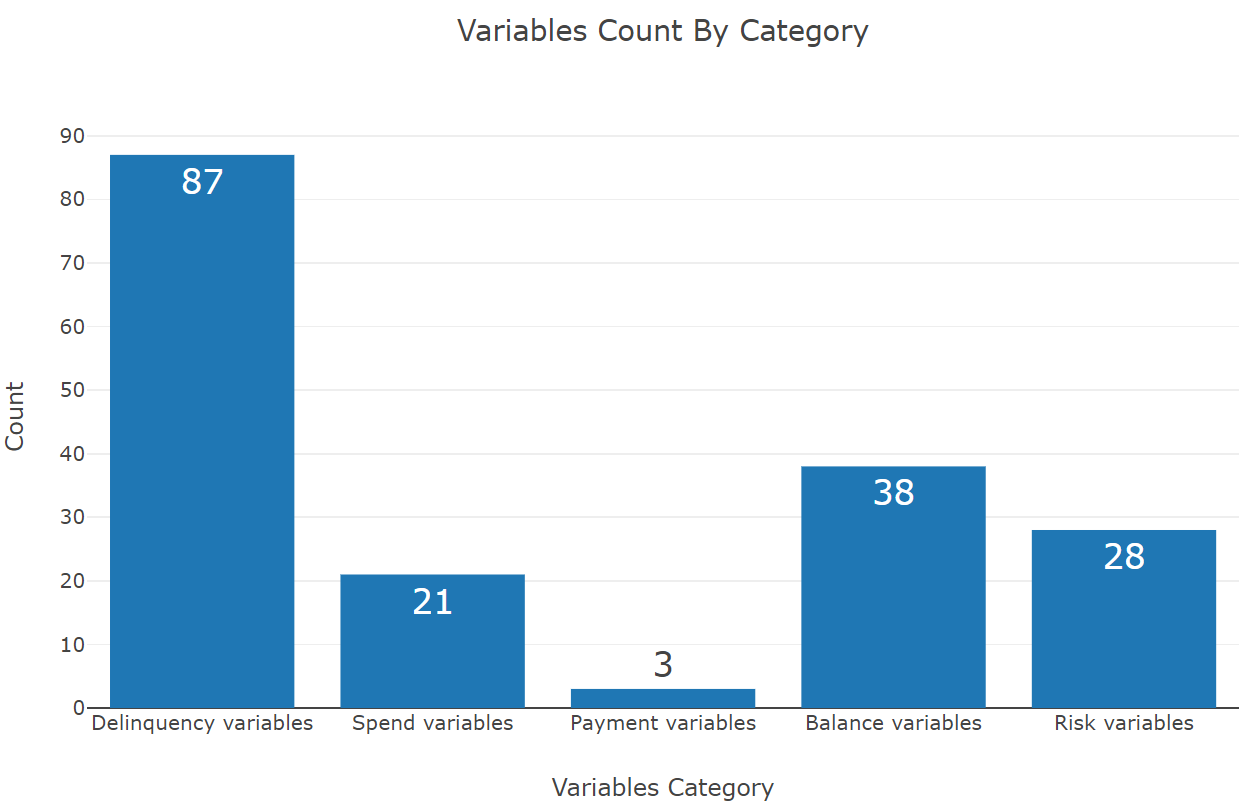 Variables Count By Category
90
80
70
60
50
40
30
20
10
0
Count
87
21
3
38
28
Delinquency variables
Spend variables
Payment variables
Balance variables
Risk variables
Variables Category